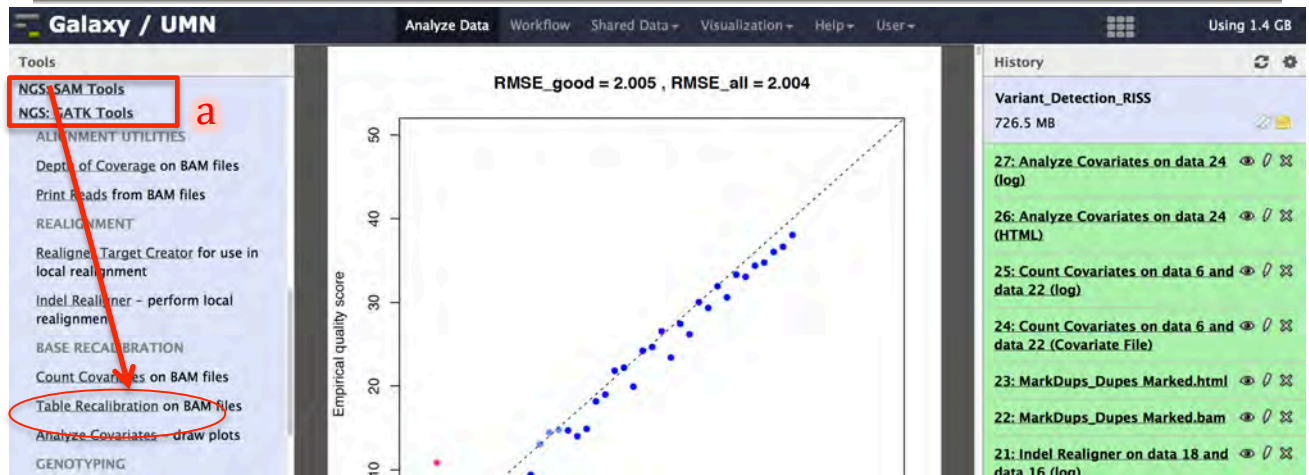 Galaxy / UMN
Analyze Data Workflow Shared Data Visualization Help User
Using 1.4 GB
Tools
NGS: SAM Tools
NGS: GATK Tools
a
ALIGNMENT UTILITIES
Depth of Coverage on BAM files
Print Reads from BAM files
REALIGNMENT
Realigner Target Creator for use in
local realignment
Indel Realigner - perform local
realignment
BASE RECALIBRATION
Count Covariates on BAM files
Table Recalibration on BAM files
Analyze Covariates - draw plots
GENOTYPING
RMSE_good = 2.005 , RMSE_all = 2.004
Empirical quality score
50
40
30
20
10
History
Variant_Detection_RISS
726.5 MB
27: Analyze Covariates on data 24
(log)
26: Analyze Covariates on data 24
(HTML)
25: Count Covariates on data 6 and
data 22 (log)
24: Count Covariates on data 6 and
data 22 (Covariate File)
23: MarkDups_Dupes Marked.html
22: MarkDups_Dupes Marked.bam
21: Indel Realigner on data 18 and
data 16 (log)